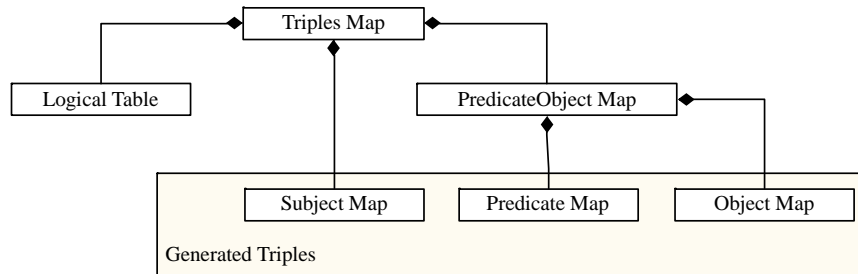 Triples Map
Logical Table
PredicateObject Map
Subject Map
Predicate Map
Object Map
Generated Triples